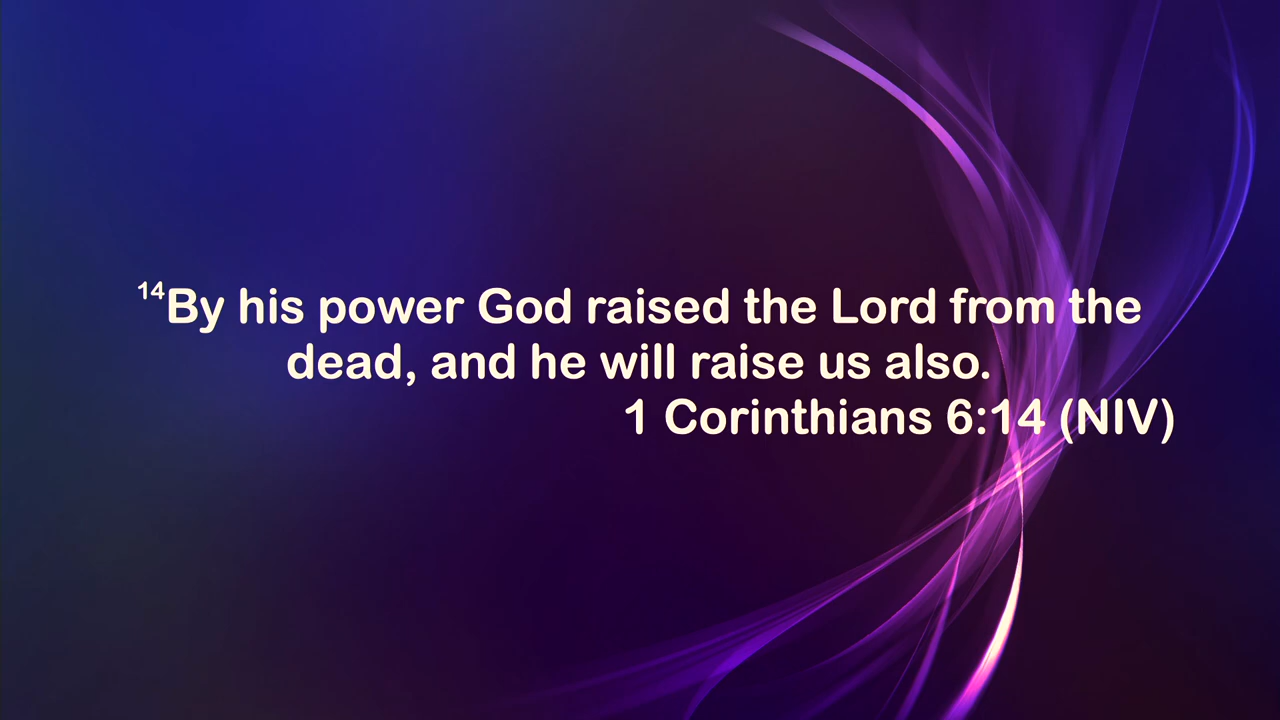 14By his power God raised the Lord from the
dead, and he will raise us also.
1 Corinthians 6:14 (NIV)